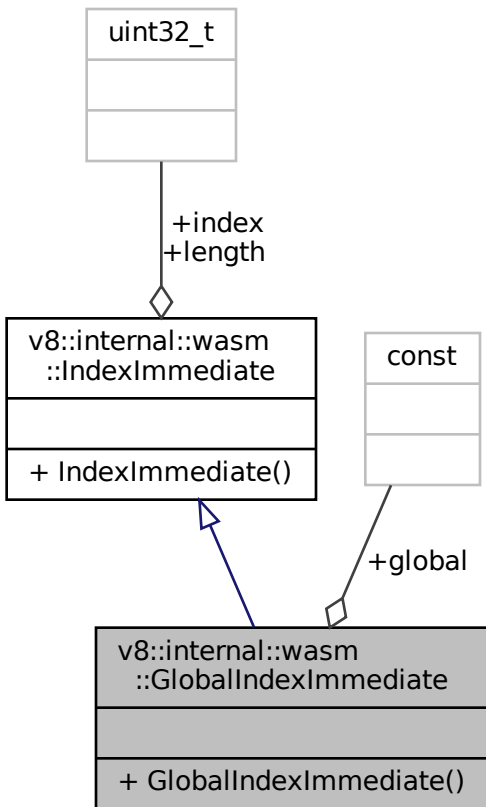 uint32_t
+index
+length
v8::internal::wasm
::IndexImmediate
+ IndexImmediate()
const
+global
v8::internal::wasm
::GlobalIndexImmediate
+ GlobalIndexImmediate()